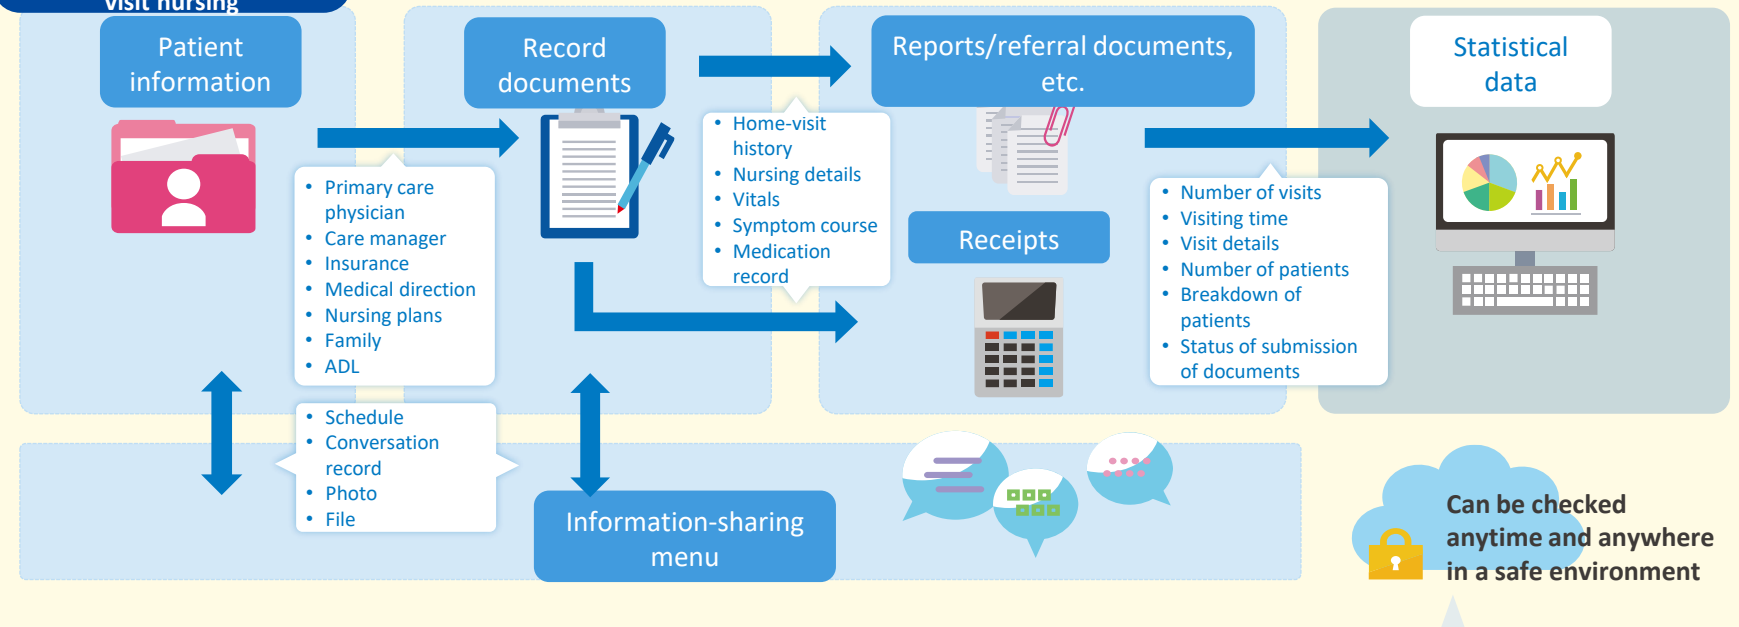 visit nursing
Patient
information
Record
documents
Reports/referral documents,
etc.
Statistical
data
• Primary care
physician
• Care manager
• Insurance
• Medical direction
• Nursing plans
• Family
• ADL
• Home-visit
history
• Nursing details
• Vitals
• Symptom course
• Medication
record
Receipts
• Number of visits
• Visiting time
• Visit details
• Number of patients
• Breakdown of
patients
• Status of submission
of documents
• Schedule
• Conversation
record
• Photo
• File
Information-sharing
menu
Can be checked
anytime and anywhere
in a safe environment